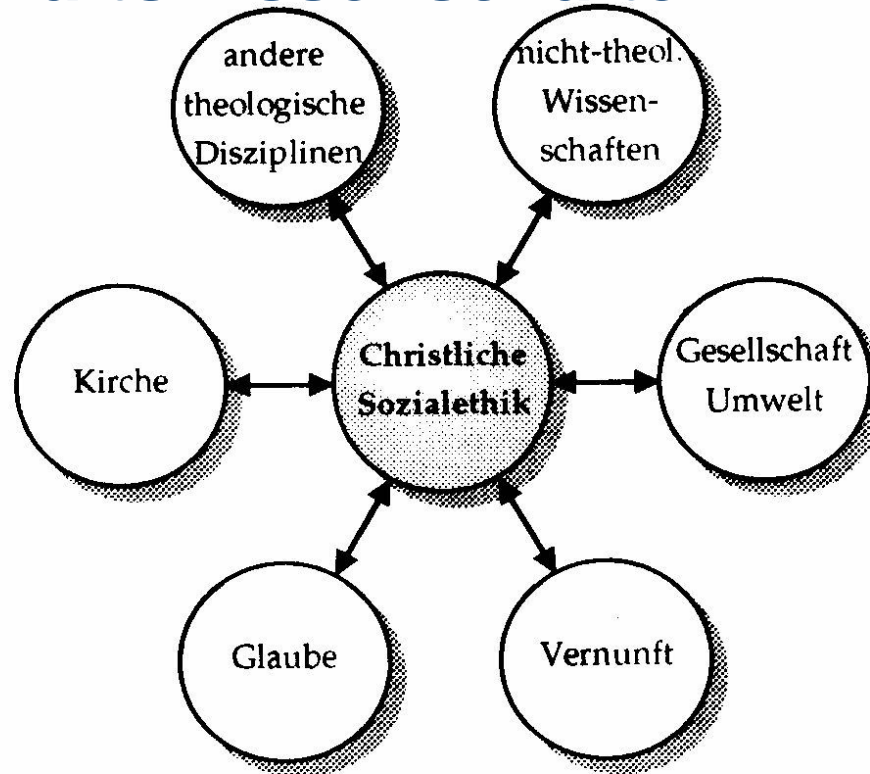 andere
theologische
Disziplinen
nicht-theol.
Wissen-
schaften
Kirche
Christliche
Sozialethik
Gesellschaft
Umwelt
Glaube
Vernunft